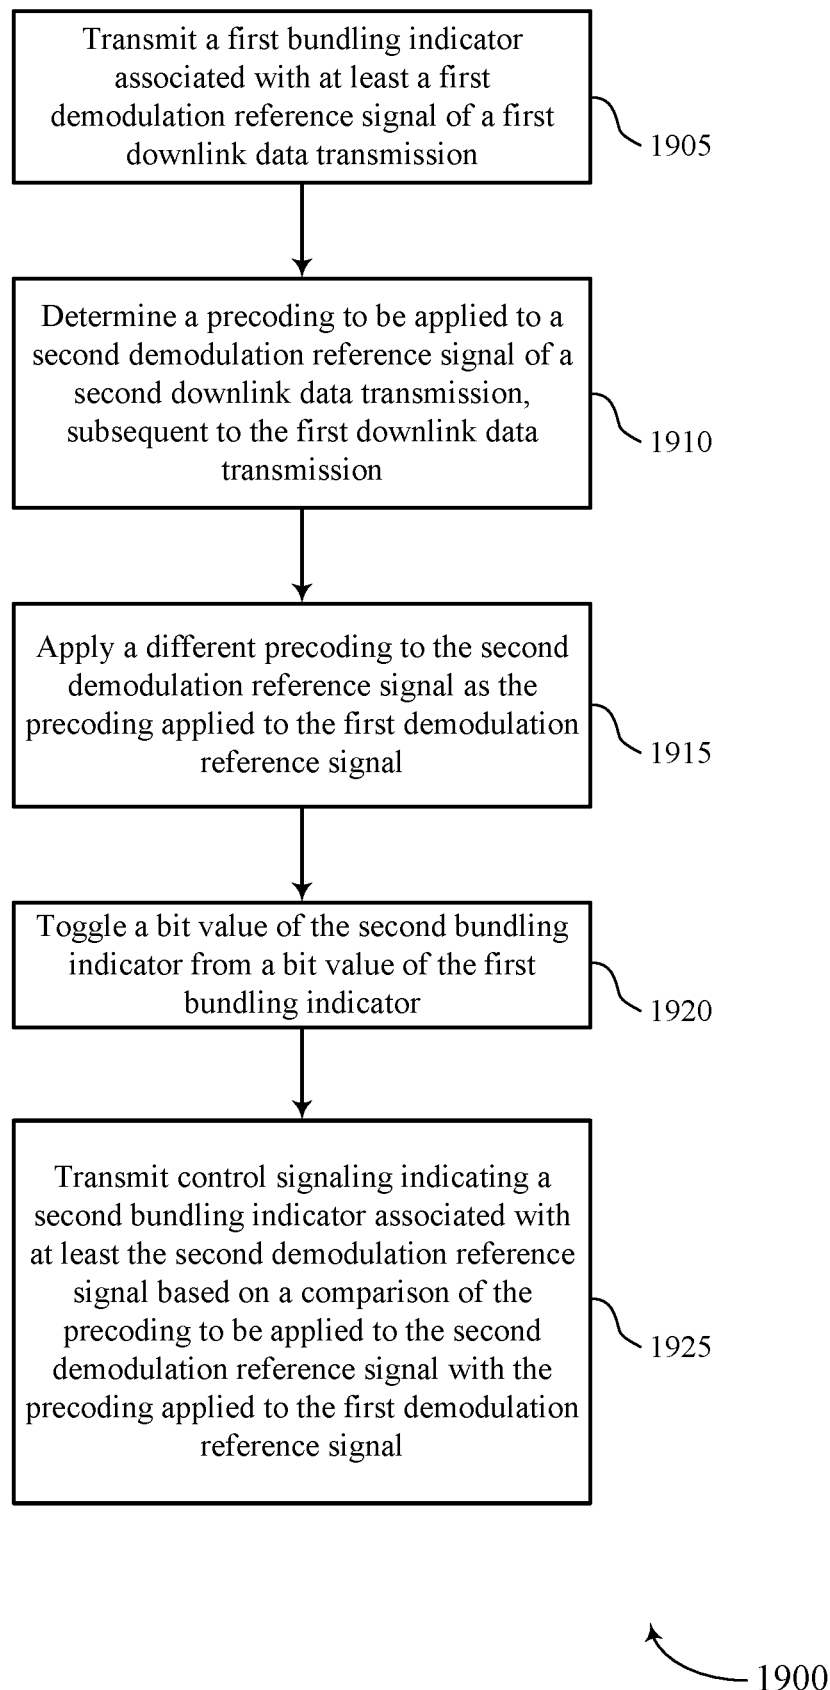 Transmit a first bundling indicator
associated with at least a first
demodulation reference signal of a first
downlink data transmission
1905
Determine a precoding to be applied to a
second demodulation reference signal of a
second downlink data transmission,
subsequent to the first downlink data
transmission
1910
Apply a different precoding to the second
demodulation reference signal as the
precoding applied to the first demodulation
reference signal
1915
Toggle a bit value of the second bundling
indicator from a bit value of the first
bundling indicator
1920
Transmit control signaling indicating a
second bundling indicator associated with
at least the second demodulation reference
signal based on a comparison of the
precoding to be applied to the second
demodulation reference signal with the
precoding applied to the first demodulation
reference signal
1925
1900